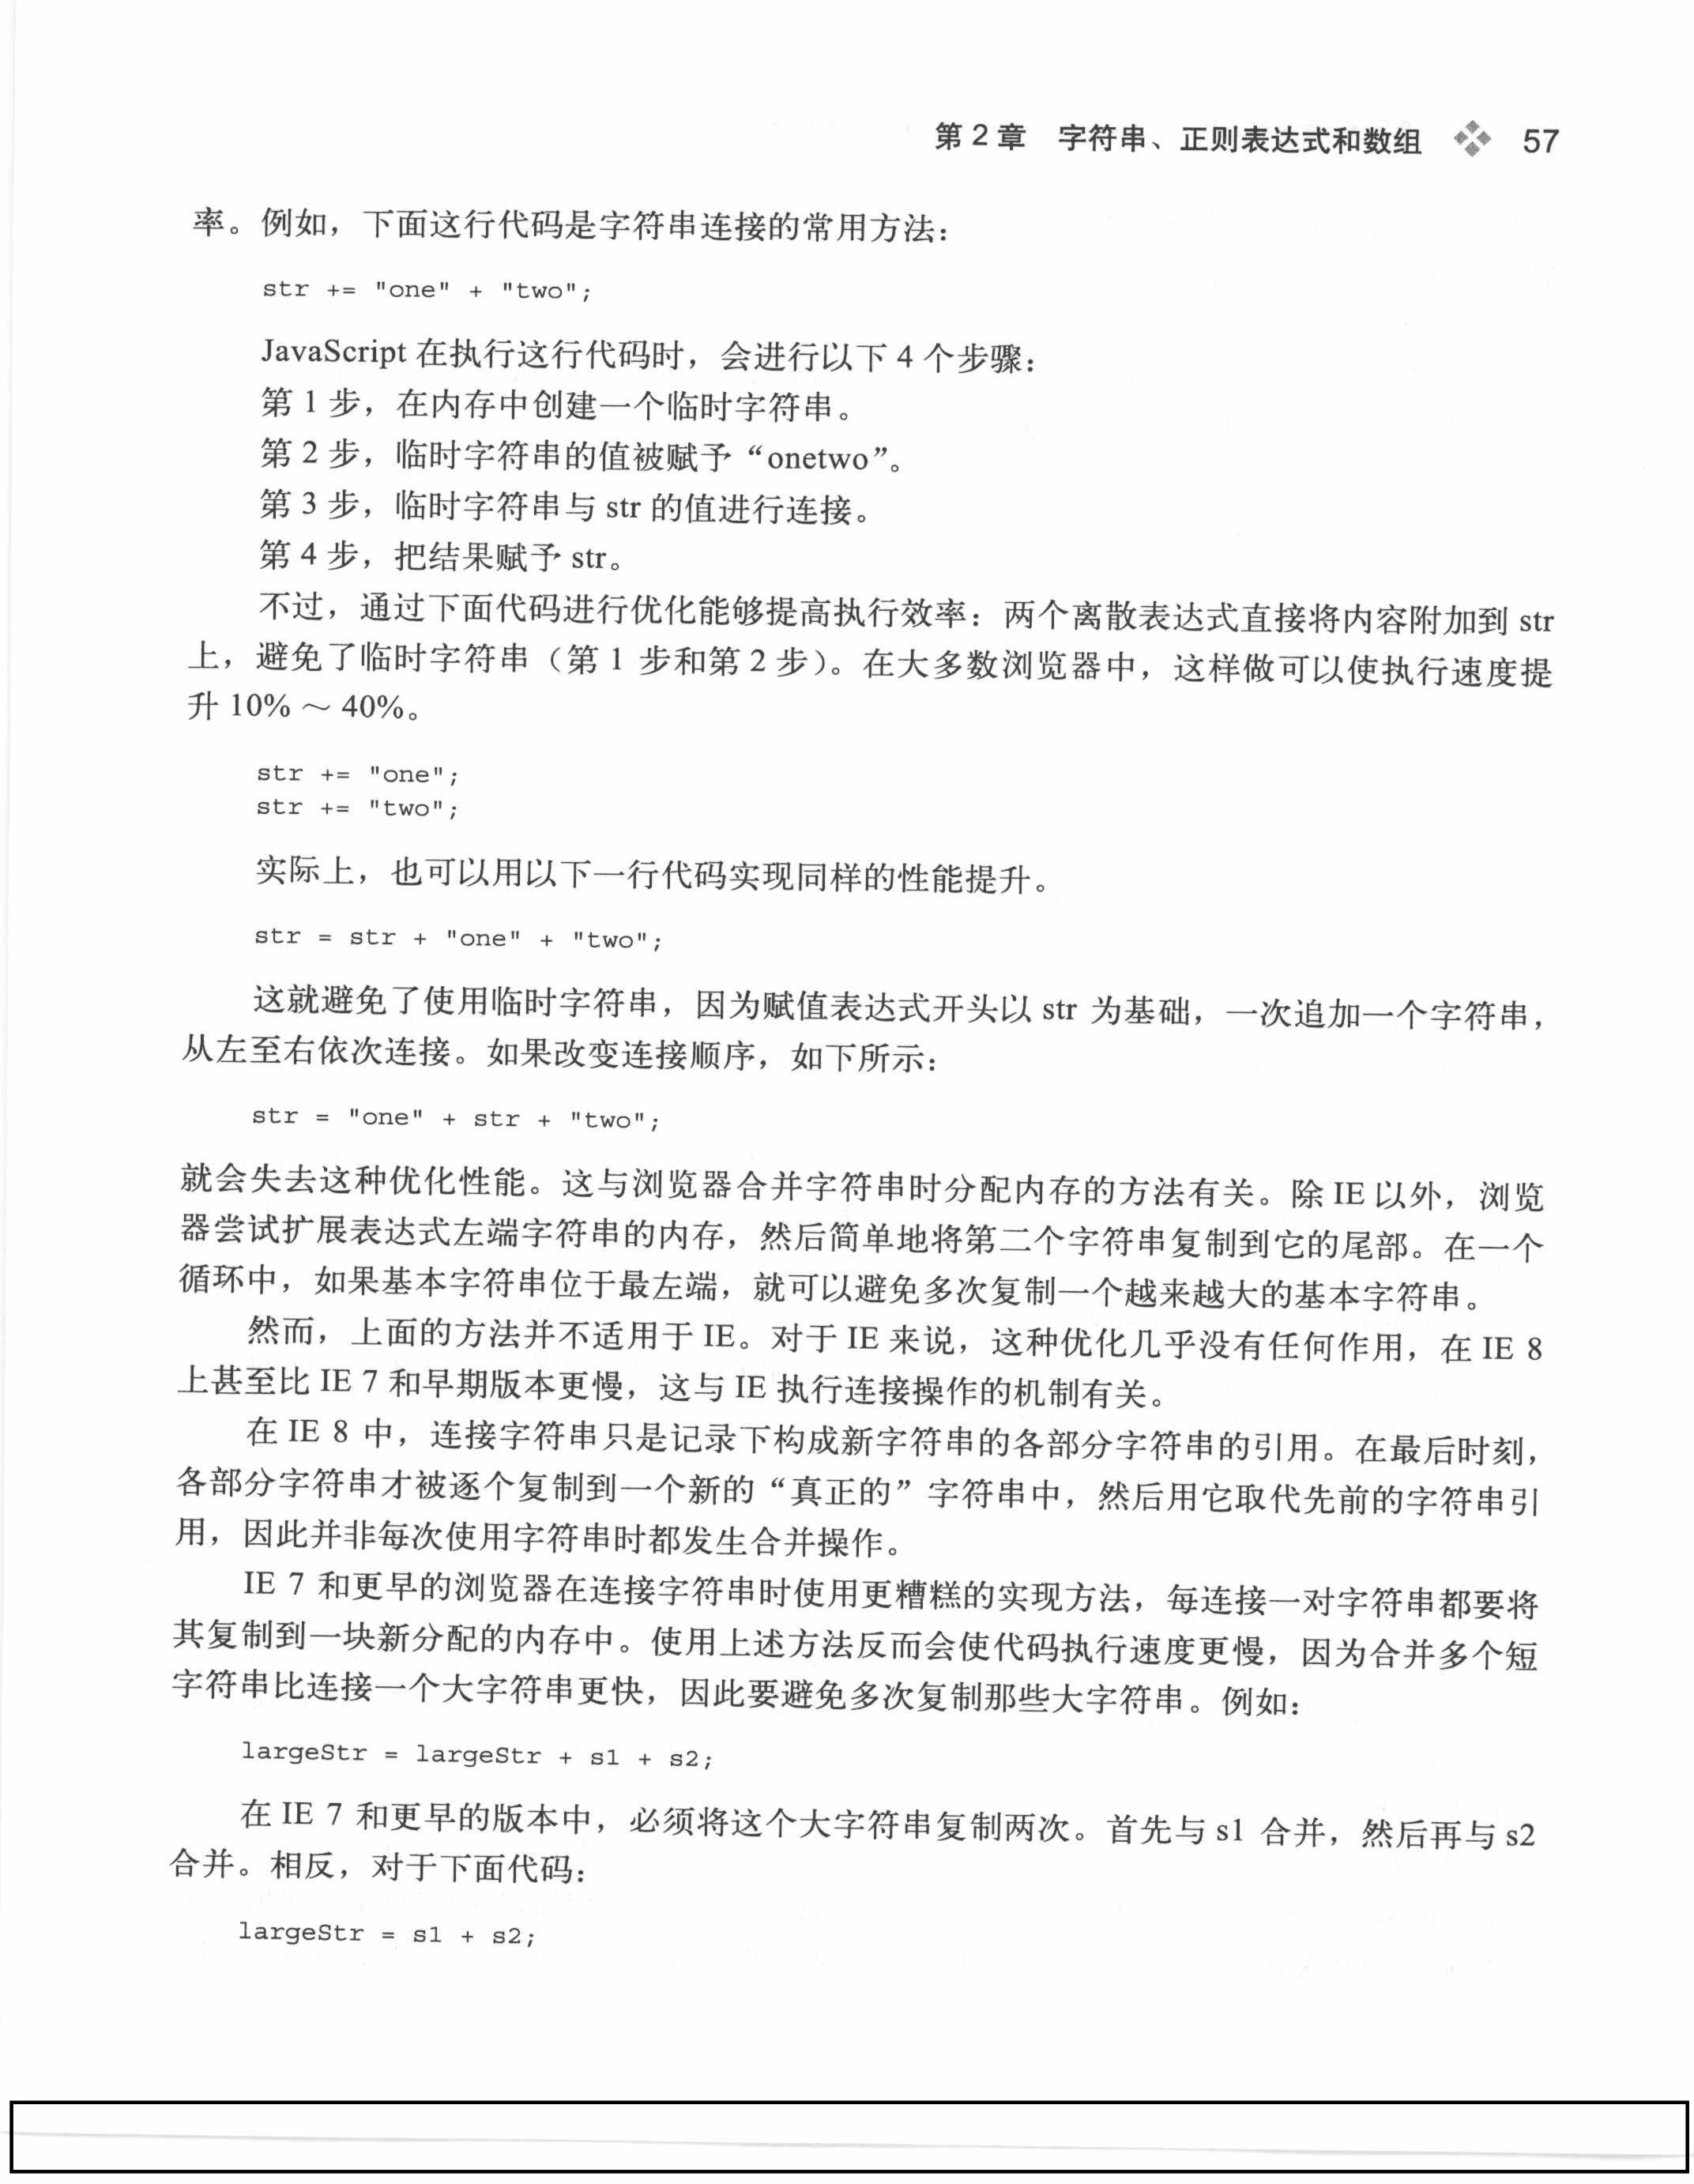 第 2 章　字符串、正则表达式和数组　57
率。例如，下面这行代码是字符串连接的常用方法：
str += "one" + "two";
JavaScript 在执行这行代码时，会进行以下 4 个步骤：
第 1 步，在内存中创建一个临时字符串。
第 2 步，临时字符串的值被赋予“onetwo”。
第 3 步，临时字符串与 str 的值进行连接。
第 4 步，把结果赋予 str。
不过，通过下面代码进行优化能够提高执行效率：两个离散表达式直接将内容附加到 str
上，避免了临时字符串（第 1 步和第 2 步）。在大多数浏览器中，这样做可以使执行速度提
升 10% ～ 40%。
str += "one";
str += "two";
实际上，也可以用以下一行代码实现同样的性能提升。
str = str + "one" + "two";
这就避免了使用临时字符串，因为赋值表达式开头以 str 为基础，一次追加一个字符串，
从左至右依次连接。如果改变连接顺序，如下所示：
str = "one" + str + "two";
就会失去这种优化性能。这与浏览器合并字符串时分配内存的方法有关。除 IE 以外，浏览
器尝试扩展表达式左端字符串的内存，然后简单地将第二个字符串复制到它的尾部。在一个
循环中，如果基本字符串位于最左端，就可以避免多次复制一个越来越大的基本字符串。
然而，上面的方法并不适用于 IE。对于 IE 来说，这种优化几乎没有任何作用，在 IE 8
上甚至比 IE 7 和早期版本更慢，这与 IE 执行连接操作的机制有关。
在 IE 8 中，连接字符串只是记录下构成新字符串的各部分字符串的引用。在最后时刻，
各部分字符串才被逐个复制到一个新的“真正的”字符串中，然后用它取代先前的字符串引
用，因此并非每次使用字符串时都发生合并操作。
IE 7 和更早的浏览器在连接字符串时使用更糟糕的实现方法，每连接一对字符串都要将
其复制到一块新分配的内存中。使用上述方法反而会使代码执行速度更慢，因为合并多个短
字符串比连接一个大字符串更快，因此要避免多次复制那些大字符串。例如：
largeStr = largeStr + s1 + s2;
在 IE 7 和更早的版本中，必须将这个大字符串复制两次。首先与 s1 合并，然后再与 s2
合并。相反，对于下面代码：
largeStr = s1 + s2;